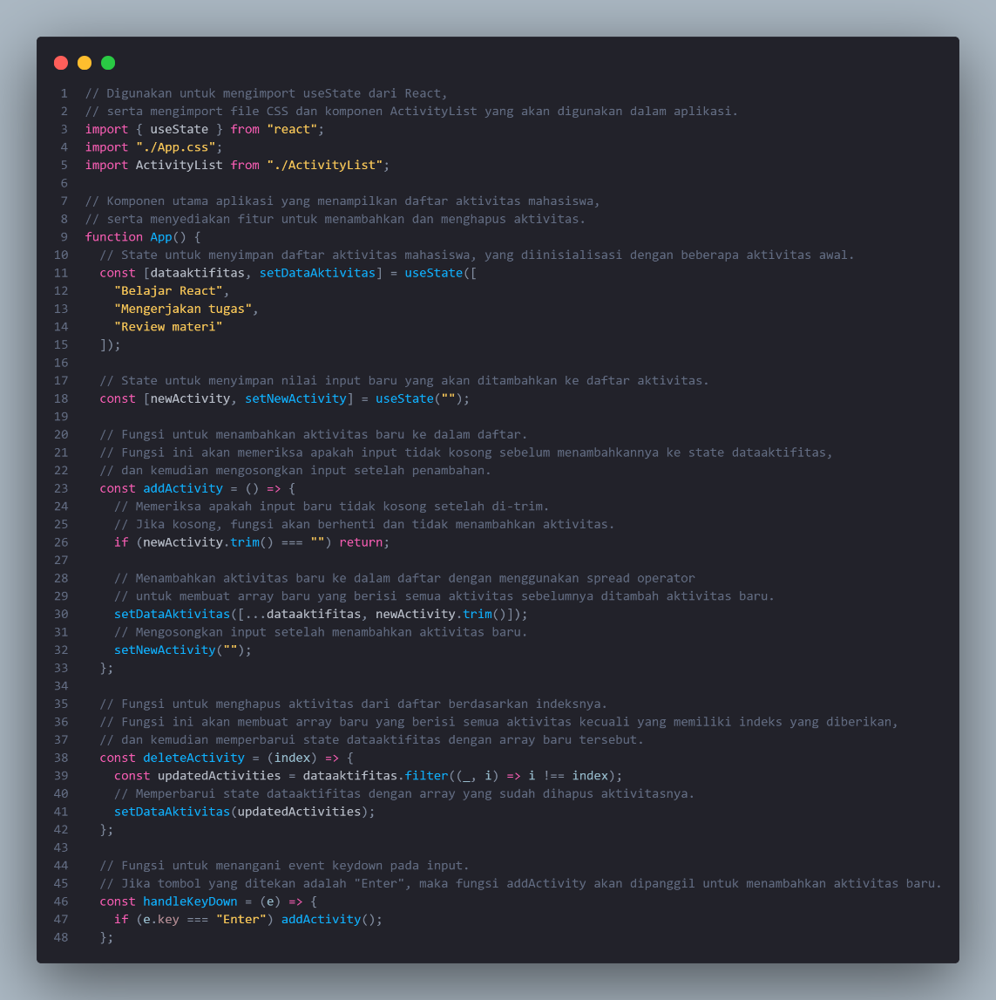 1 // Digunakan untuk mengimport useState dari React,
2 // serta mengimport file CSS dan komponen ActivityList yang akan digunakan dalam aplikasi.
3 import { useState } from "react";
4 import "./App.css";
5 import ActivityList from "./ActivityList";
6
7 // Komponen utama aplikasi yang menampilkan daftar aktivitas mahasiswa,
8 // serta menyediakan fitur untuk menambahkan dan menghapus aktivitas.
9 function App() {
10   // State untuk menyimpan daftar aktivitas mahasiswa, yang diinisialisasi dengan beberapa aktivitas awal.
11   const [dataaktifitas, setDataAktivitas] = useState([
12     "Belajar React",
13     "Mengerjakan tugas",
14     "Review materi"
15   ]);
16
17   // State untuk menyimpan nilai input baru yang akan ditambahkan ke daftar aktivitas.
18   const [newActivity, setNewActivity] = useState("");
19
20   // Fungsi untuk menambahkan aktivitas baru ke dalam daftar.
21   // Fungsi ini akan memeriksa apakah input tidak kosong sebelum menambahkannya ke state dataaktifitas,
22   // dan kemudian mengosongkan input setelah penambahan.
23   const addActivity = () => {
24     // Memeriksa apakah input baru tidak kosong setelah di-trim.
25     // Jika kosong, fungsi akan berhenti dan tidak menambahkan aktivitas.
26     if (newActivity.trim() === "") return;
27
28     // Menambahkan aktivitas baru ke dalam daftar dengan menggunakan spread operator
29     // untuk membuat array baru yang berisi semua aktivitas sebelumnya ditambah aktivitas baru.
30     setDataAktivitas([...dataaktifitas, newActivity.trim()]);
31     // Mengosongkan input setelah menambahkan aktivitas baru.
32     setNewActivity("");
33   };
34
35   // Fungsi untuk menghapus aktivitas dari daftar berdasarkan indeksnya.
36   // Fungsi ini akan membuat array baru yang berisi semua aktivitas kecuali yang memiliki indeks yang diberikan,
37   // dan kemudian memperbarui state dataaktifitas dengan array baru tersebut.
38   const deleteActivity = (index) => {
39     const updatedActivities = dataaktifitas.filter((_, i) => i !== index);
40     // Memperbarui state dataaktifitas dengan array yang sudah dihapus aktivitasnya.
41     setDataAktivitas(updatedActivities);
42   };
43
44   // Fungsi untuk menangani event keydown pada input.
45   // Jika tombol yang ditekan adalah "Enter", maka fungsi addActivity akan dipanggil untuk menambahkan aktivitas baru.
46   const handleKeyDown = (e) => {
47     if (e.key === "Enter") addActivity();
48   };